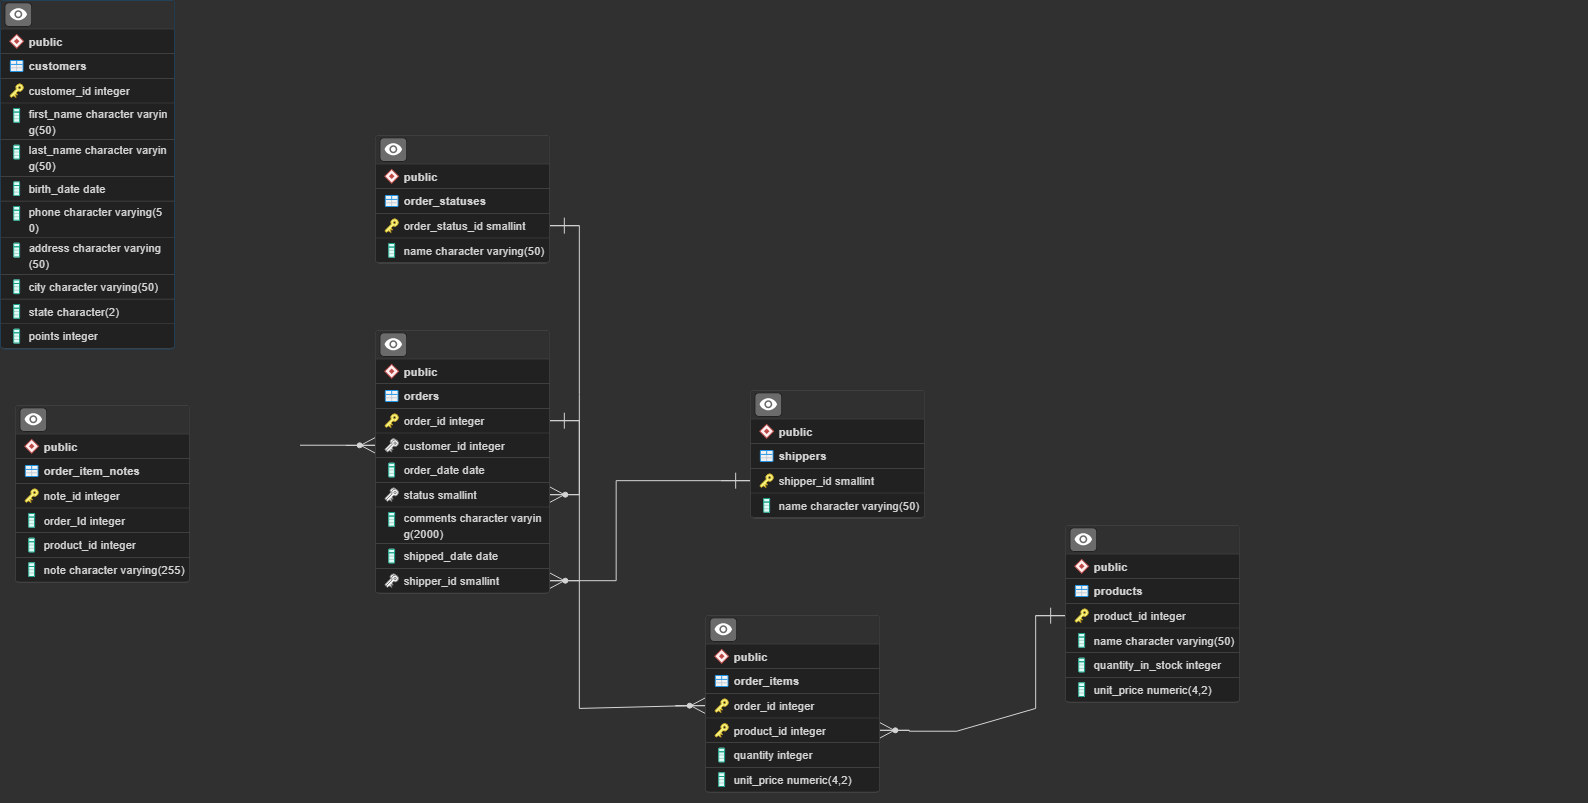 public
customers
customer_id integer
first_name character varyin
g(50)
last_name character varyin
g(50)
birth_date date
phone character varying(5
0)
address character varying
(50)
city character varying(50)
state character(2)
points integer
public
order_item_notes
note_id integer
order_Id integer
product_id integer
note character varying(255)
public
order_statuses
order_status_id smallint
name character varying(50)
public
orders
order_id integer
customer_id integer
order_date date
status smallint
comments character varyin
g(2000)
shipped_date date
shipper_id smallint
public
shippers
shipper_id smallint
name character varying(50)
public
order_items
order_id integer
product_id integer
quantity integer
unit_price numeric(4,2)
public
products
product_id integer
name character varying(50)
quantity_in_stock integer
unit_price numeric(4,2)